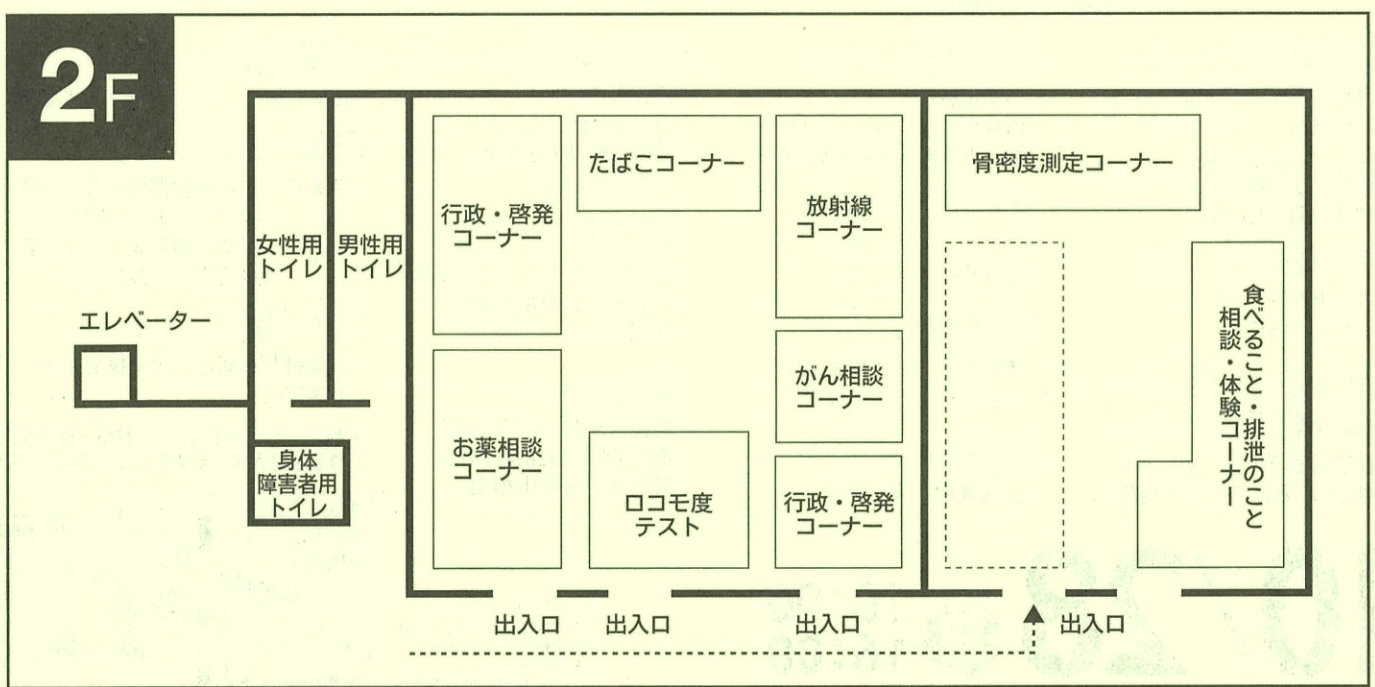 2F
たばこコーナー
骨密度測定コーナー
行政・啓発
コーナー
放射線
コーナー
女性用
トイレ
男性用
トイレ
エレベーター
食べること・排泄のこと
相談・体験コーナー
がん相談
コーナー
お薬相談
コーナー
身体
障害者用
トイレ
ロコモ度
テスト
行政・啓発
コーナー
出入口
出入口
出入口
出入口